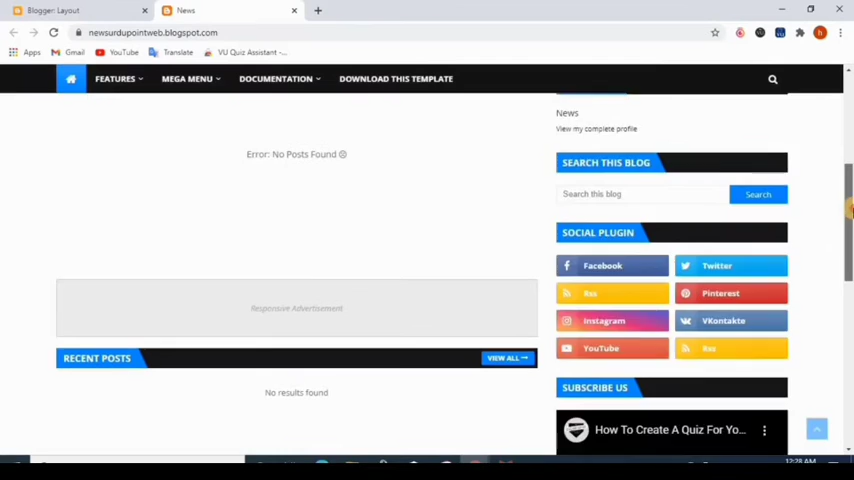 Blogger: Layout
News
newsurdupointweb.blogspot.com
h
Apps
Gmail
YouTube
Translate
VU Quiz Assistant -...
FEATURES
MEGA MENU
DOCUMENTATION
DOWNLOAD THIS TEMPLATE
News
View my complete profile
Error: No Posts Found ☹
SEARCH THIS BLOG
Search this blog
Search
SOCIAL PLUGIN
Facebook
Twitter
Rss
Pinterest
Instagram
VKontakte
YouTube
Rss
Responsive Advertisement
RECENT POSTS
VIEW ALL
No results found
SUBSCRIBE US
How To Create A Quiz For Yo...
12:28 AM